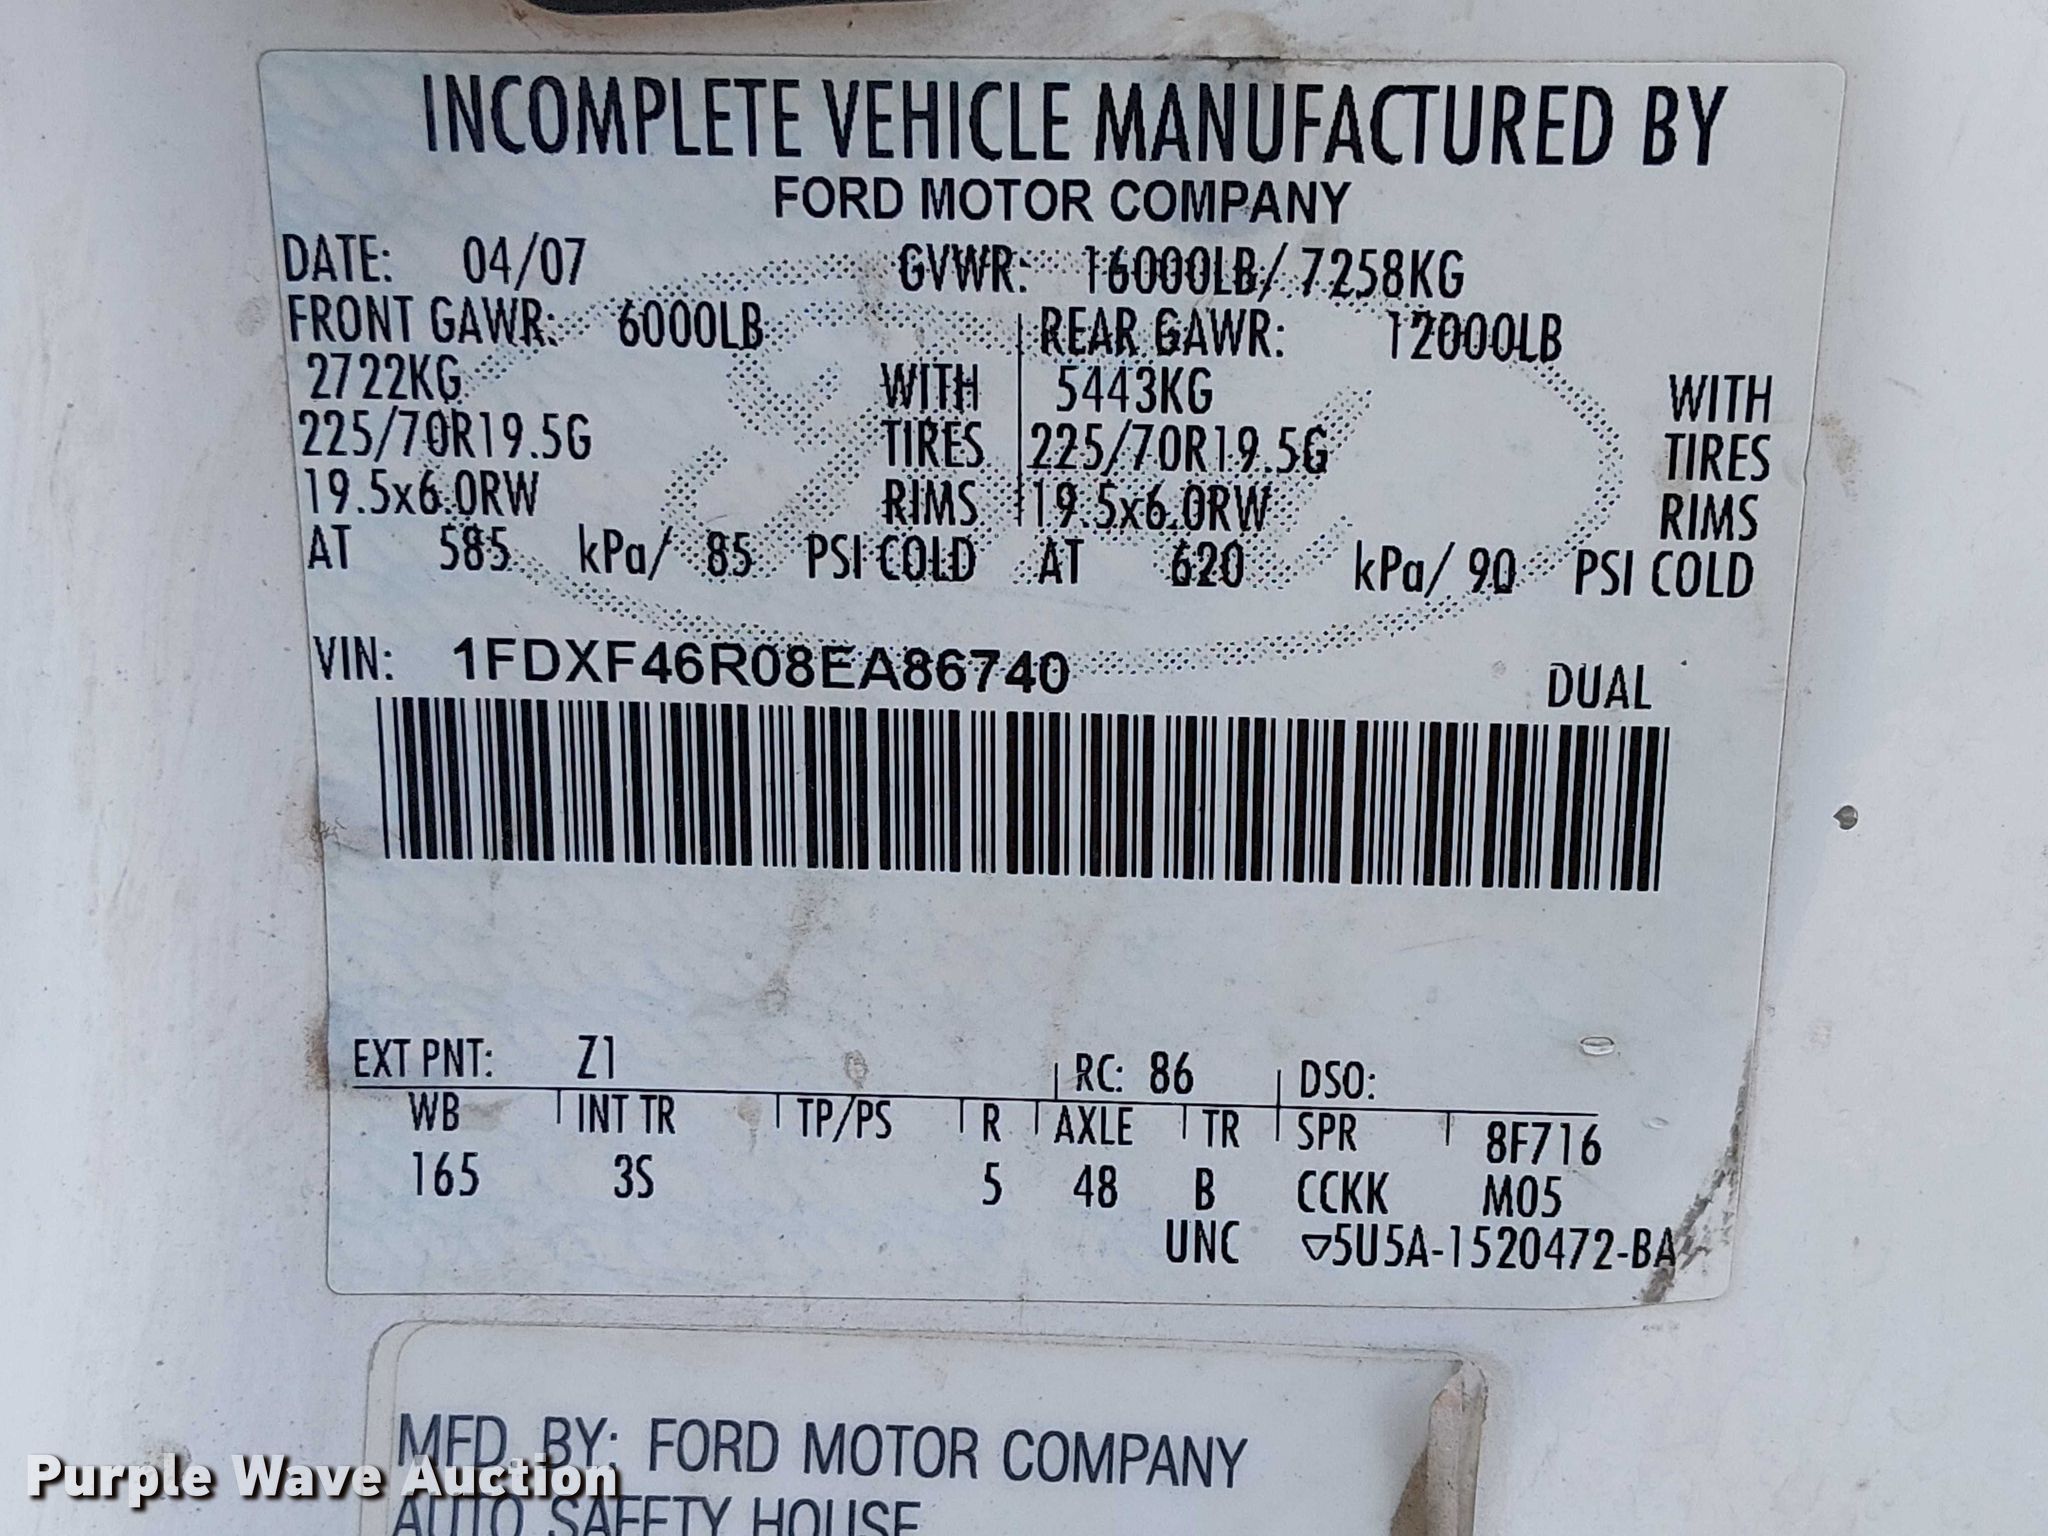 INCOMPLETE VEHICLE MANUFACTURED BY
FORD MOTOR COMPANY
DATE: 04/07 GVWR: 16000LB/ 7258KG
FRONT GAWR: 6000LB REAR GAWR: 12000LB
2722KG WITH 5443KG WITH
225/70R19.5G TIRES 225/70R19.5G TIRES
19.5x6.0RW RIMS 19.5x6.0RW RIMS
AT 585 kPa/ 85 PSI COLD AT 620 kPa/ 90 PSI COLD
VIN: 1FDXF46R08EA86740 DUAL
EXT PNT: Z1 RC: 86 DSO:
WB INT TR TP/PS R AXLE TR SPR 8F716
165 3S 5 48 B CCKK M05
UNC ▽5U5A-1520472-BA
MFD. BY: FORD MOTOR COMPANY
AUTO SAFETY HOUSE
Purple Wave Auction